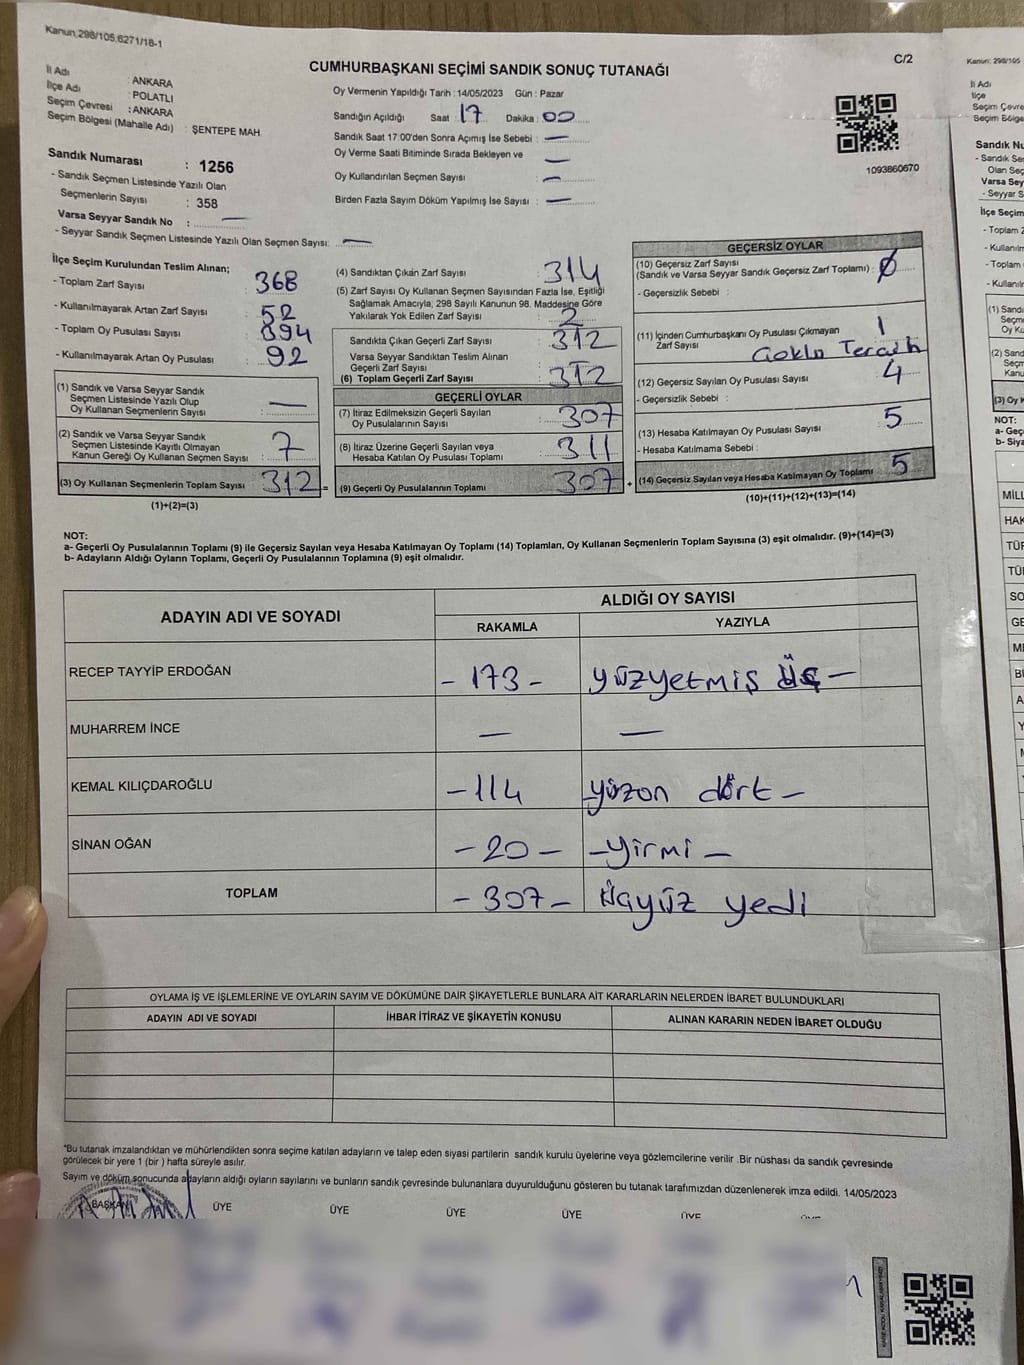 Kanun,298/105,6271/18-1
C/2
CUMHURBAŞKANI SEÇİMİ SANDIK SONUÇ TUTANAĞI
İl Adı : ANKARA
İlçe Adı : POLATLI
Seçim Çevresi : ANKARA
Seçim Bölgesi (Mahalle Adı) : ŞENTEPE MAH.
Oy Vermenin Yapıldığı Tarih : 14/05/2023 Gün : Pazar
Sandığın Açıldığı Saat 17 Dakika : 00
Sandık Saat 17:00'den Sonra Açımış İse Sebebi : —
Oy Verme Saati Bitiminde Sırada Bekleyen ve —
Oy Kullandırılan Seçmen Sayısı : —
Birden Fazla Sayım Döküm Yapılmış İse Sayısı : —
1093860670
Sandık Numarası : 1256
- Sandık Seçmen Listesinde Yazılı Olan
Seçmenlerin Sayısı : 358
Varsa Seyyar Sandık No : —
- Seyyar Sandık Seçmen Listesinde Yazılı Olan Seçmen Sayısı: —
İlçe Seçim Kurulundan Teslim Alınan;
- Toplam Zarf Sayısı : 368
- Kullanılmayarak Artan Zarf Sayısı : 52
- Toplam Oy Pusulası Sayısı : 394
- Kullanılmayarak Artan Oy Pusulası : 92
(1) Sandık ve Varsa Seyyar Sandık
Seçmen Listesinde Yazılı Olup
Oy Kullanan Seçmenlerin Sayısı : —
(2) Sandık ve Varsa Seyyar Sandık
Seçmen Listesinde Kayıtlı Olmayan
Kanun Gereği Oy Kullanan Seçmen Sayısı : 7
(3) Oy Kullanan Seçmenlerin Toplam Sayısı : 312 =
(1)+(2)=(3)
(4) Sandıktan Çıkan Zarf Sayısı : 314
(5) Zarf Sayısı Oy Kullanan Seçmen Sayısından Fazla İse, Eşitliği
Sağlamak Amacıyla; 298 Sayılı Kanunun 98. Maddesine Göre
Yakılarak Yok Edilen Zarf Sayısı : 2
Sandıkta Çıkan Geçerli Zarf Sayısı : 312
Varsa Seyyar Sandıktan Teslim Alınan
Geçerli Zarf Sayısı
(6) Toplam Geçerli Zarf Sayısı : 312
GEÇERLİ OYLAR
(7) İtiraz Edilmeksizin Geçerli Sayılan
Oy Pusulalarının Sayısı : 307
(8) İtiraz Üzerine Geçerli Sayılan veya
Hesaba Katılan Oy Pusulası Toplamı : 311
(9) Geçerli Oy Pusulalarının Toplamı : 307 +
GEÇERSİZ OYLAR
(10) Geçersiz Zarf Sayısı
(Sandık ve Varsa Seyyar Sandık Geçersiz Zarf Toplamı) : Ø
- Geçersizlik Sebebi :
(11) İçinden Cumhurbaşkanı Oy Pusulası Çıkmayan 1
Zarf Sayısı
(12) Geçersiz Sayılan Oy Pusulası Sayısı : 4
- Geçersizlik Sebebi :
(13) Hesaba Katılmayan Oy Pusulası Sayısı : 5
- Hesaba Katılmama Sebebi :
(14) Geçersiz Sayılan veya Hesaba Katılmayan Oy Toplamı : 5
(10)+(11)+(12)+(13)=(14)
NOT:
a- Geçerli Oy Pusulalarının Toplamı (9) ile Geçersiz Sayılan veya Hesaba Katılmayan Oy Toplamı (14) Toplamları, Oy Kullanan Seçmenlerin Toplam Sayısına (3) eşit olmalıdır. (9)+(14)=(3)
b- Adayların Aldığı Oyların Toplamı, Geçerli Oy Pusulalarının Toplamına (9) eşit olmalıdır.
ADAYIN ADI VE SOYADI
ALDIĞI OY SAYISI
RAKAMLA YAZIYLA
RECEP TAYYİP ERDOĞAN - 173 - yüzyetmiş üç -
MUHARREM İNCE — —
KEMAL KILIÇDAROĞLU - 114 yüzon dört -
SİNAN OĞAN - 20 - - yirmi -
TOPLAM - 307 - üçyüz yedi
OYLAMA İŞ VE İŞLEMLERİNE VE OYLARIN SAYIM VE DÖKÜMÜNE DAİR ŞİKAYETLERLE BUNLARA AİT KARARLARIN NELERDEN İBARET BULUNDUKLARI
ADAYIN ADI VE SOYADI İHBAR İTİRAZ VE ŞİKAYETİN KONUSU ALINAN KARARIN NEDEN İBARET OLDUĞU
*Bu tutanak imzalandıktan ve mühürlendikten sonra seçime katılan adayların ve talep eden siyasi partilerin sandık kurulu üyelerine veya gözlemcilerine verilir .Bir nüshası da sandık çevresinde
görülecek bir yere 1 (bir ) hafta süreyle asılır.
Sayım ve döküm sonucunda adayların aldığı oyların sayılarını ve bunların sandık çevresinde bulunanlara duyurulduğunu gösteren bu tutanak tarafımızdan düzenlenerek imza edildi. 14/05/2023
BAŞKAN ÜYE ÜYE ÜYE ÜYE ÜYE
Kanun: 298/105
İl Adı
İlçe
Seçim Çevre
Seçim Bölge